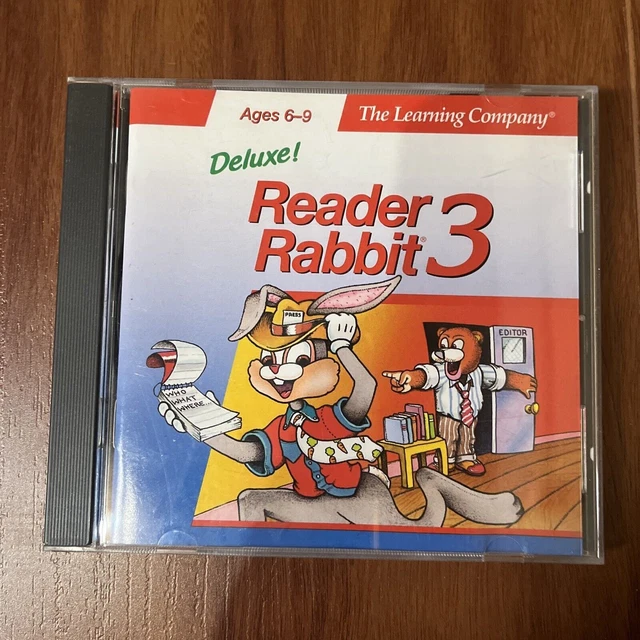 Ages 6–9
The Learning Company®
Deluxe!
Reader
Rabbit® 3
PRESS
EDITOR
WHO
WHAT
WHERE...